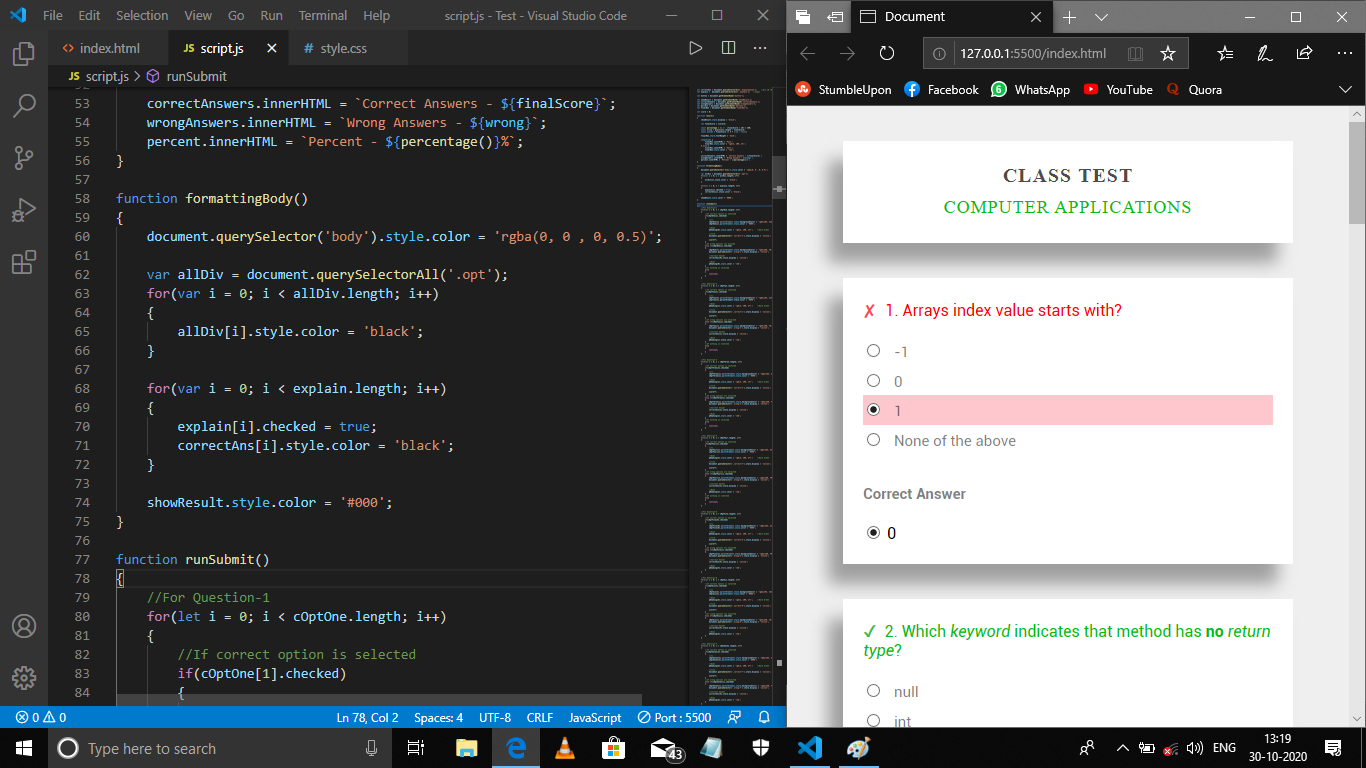 File Edit Selection View Go Run Terminal Help script.js - Test - Visual Studio Code
index.html JS script.js # style.css
JS script.js > runSubmit
53 correctAnswers.innerHTML = `Correct Answers - ${finalScore}`;
54 wrongAnswers.innerHTML = `Wrong Answers - ${wrong}`;
55 percent.innerHTML = `Percent - ${percentage()}%`;
56 }
57
58 function formattingBody()
59 {
60 document.querySelector('body').style.color = 'rgba(0, 0 , 0, 0.5)';
61
62 var allDiv = document.querySelectorAll('.opt');
63 for(var i = 0; i < allDiv.length; i++)
64 {
65 allDiv[i].style.color = 'black';
66 }
67
68 for(var i = 0; i < explain.length; i++)
69 {
70 explain[i].checked = true;
71 correctAns[i].style.color = 'black';
72 }
73
74 showResult.style.color = '#000';
75 }
76
77 function runSubmit()
78 {
79 //For Question-1
80 for(let i = 0; i < cOptOne.length; i++)
81 {
82 //If correct option is selected
83 if(cOptOne[1].checked)
84 {
0 0 Ln 78, Col 2 Spaces: 4 UTF-8 CRLF JavaScript Port : 5500
Document
127.0.0.1:5500/index.html
StumbleUpon Facebook WhatsApp YouTube Quora
CLASS TEST
COMPUTER APPLICATIONS
✗ 1. Arrays index value starts with?
-1
0
1
None of the above
Correct Answer
0
✓ 2. Which keyword indicates that method has no return
type?
null
int
Type here to search
43
ENG
13:19
30-10-2020